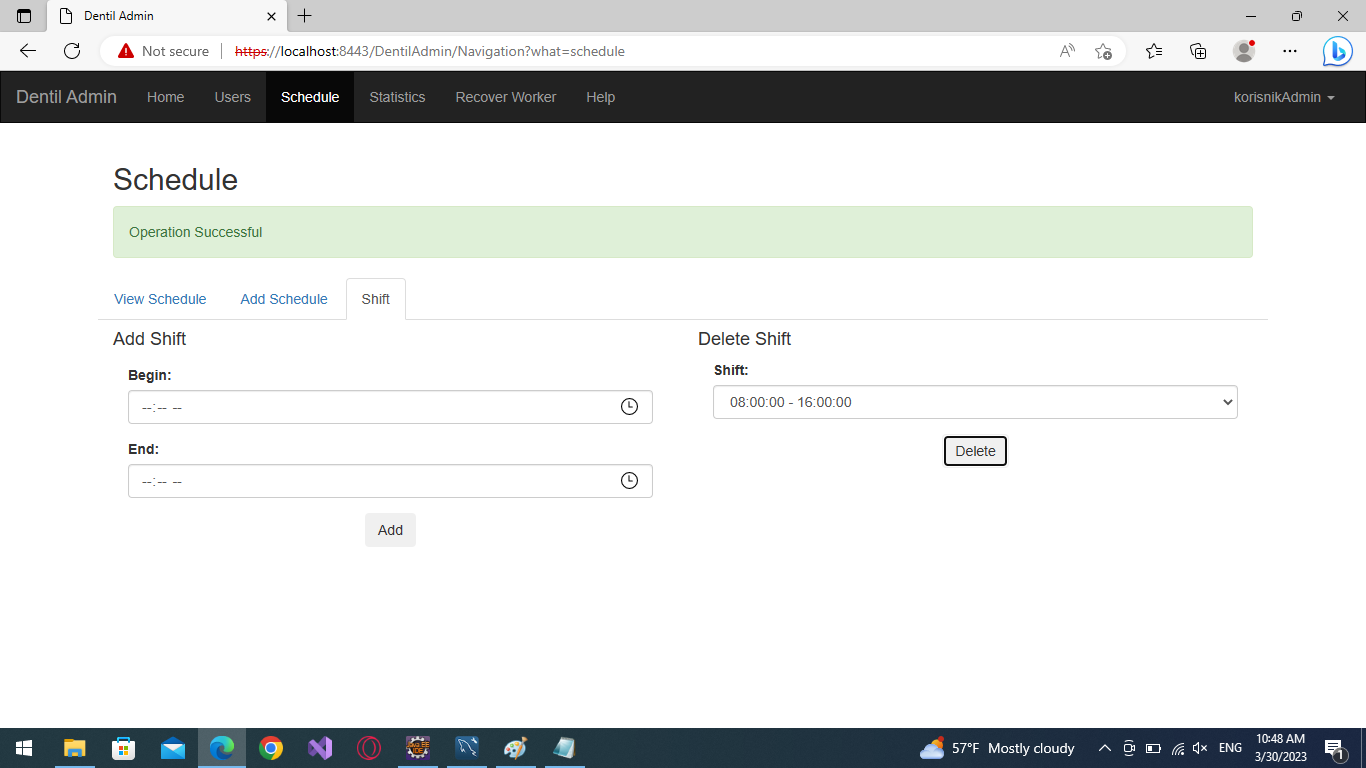 Dentil Admin
Not secure
https://localhost:8443/DentilAdmin/Navigation?what=schedule
Dentil Admin Home Users Schedule Statistics Recover Worker Help korisnikAdmin
Schedule
Operation Successful
View Schedule Add Schedule Shift
Add Shift
Begin:
--:-- --
End:
--:-- --
Add
Delete Shift
Shift:
08:00:00 - 16:00:00
Delete
57°F Mostly cloudy
ENG
10:48 AM
3/30/2023
1